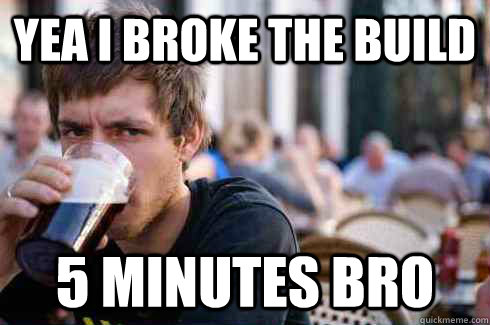 YEA I BROKE THE BUILD
5 MINUTES BRO
quickmeme.com